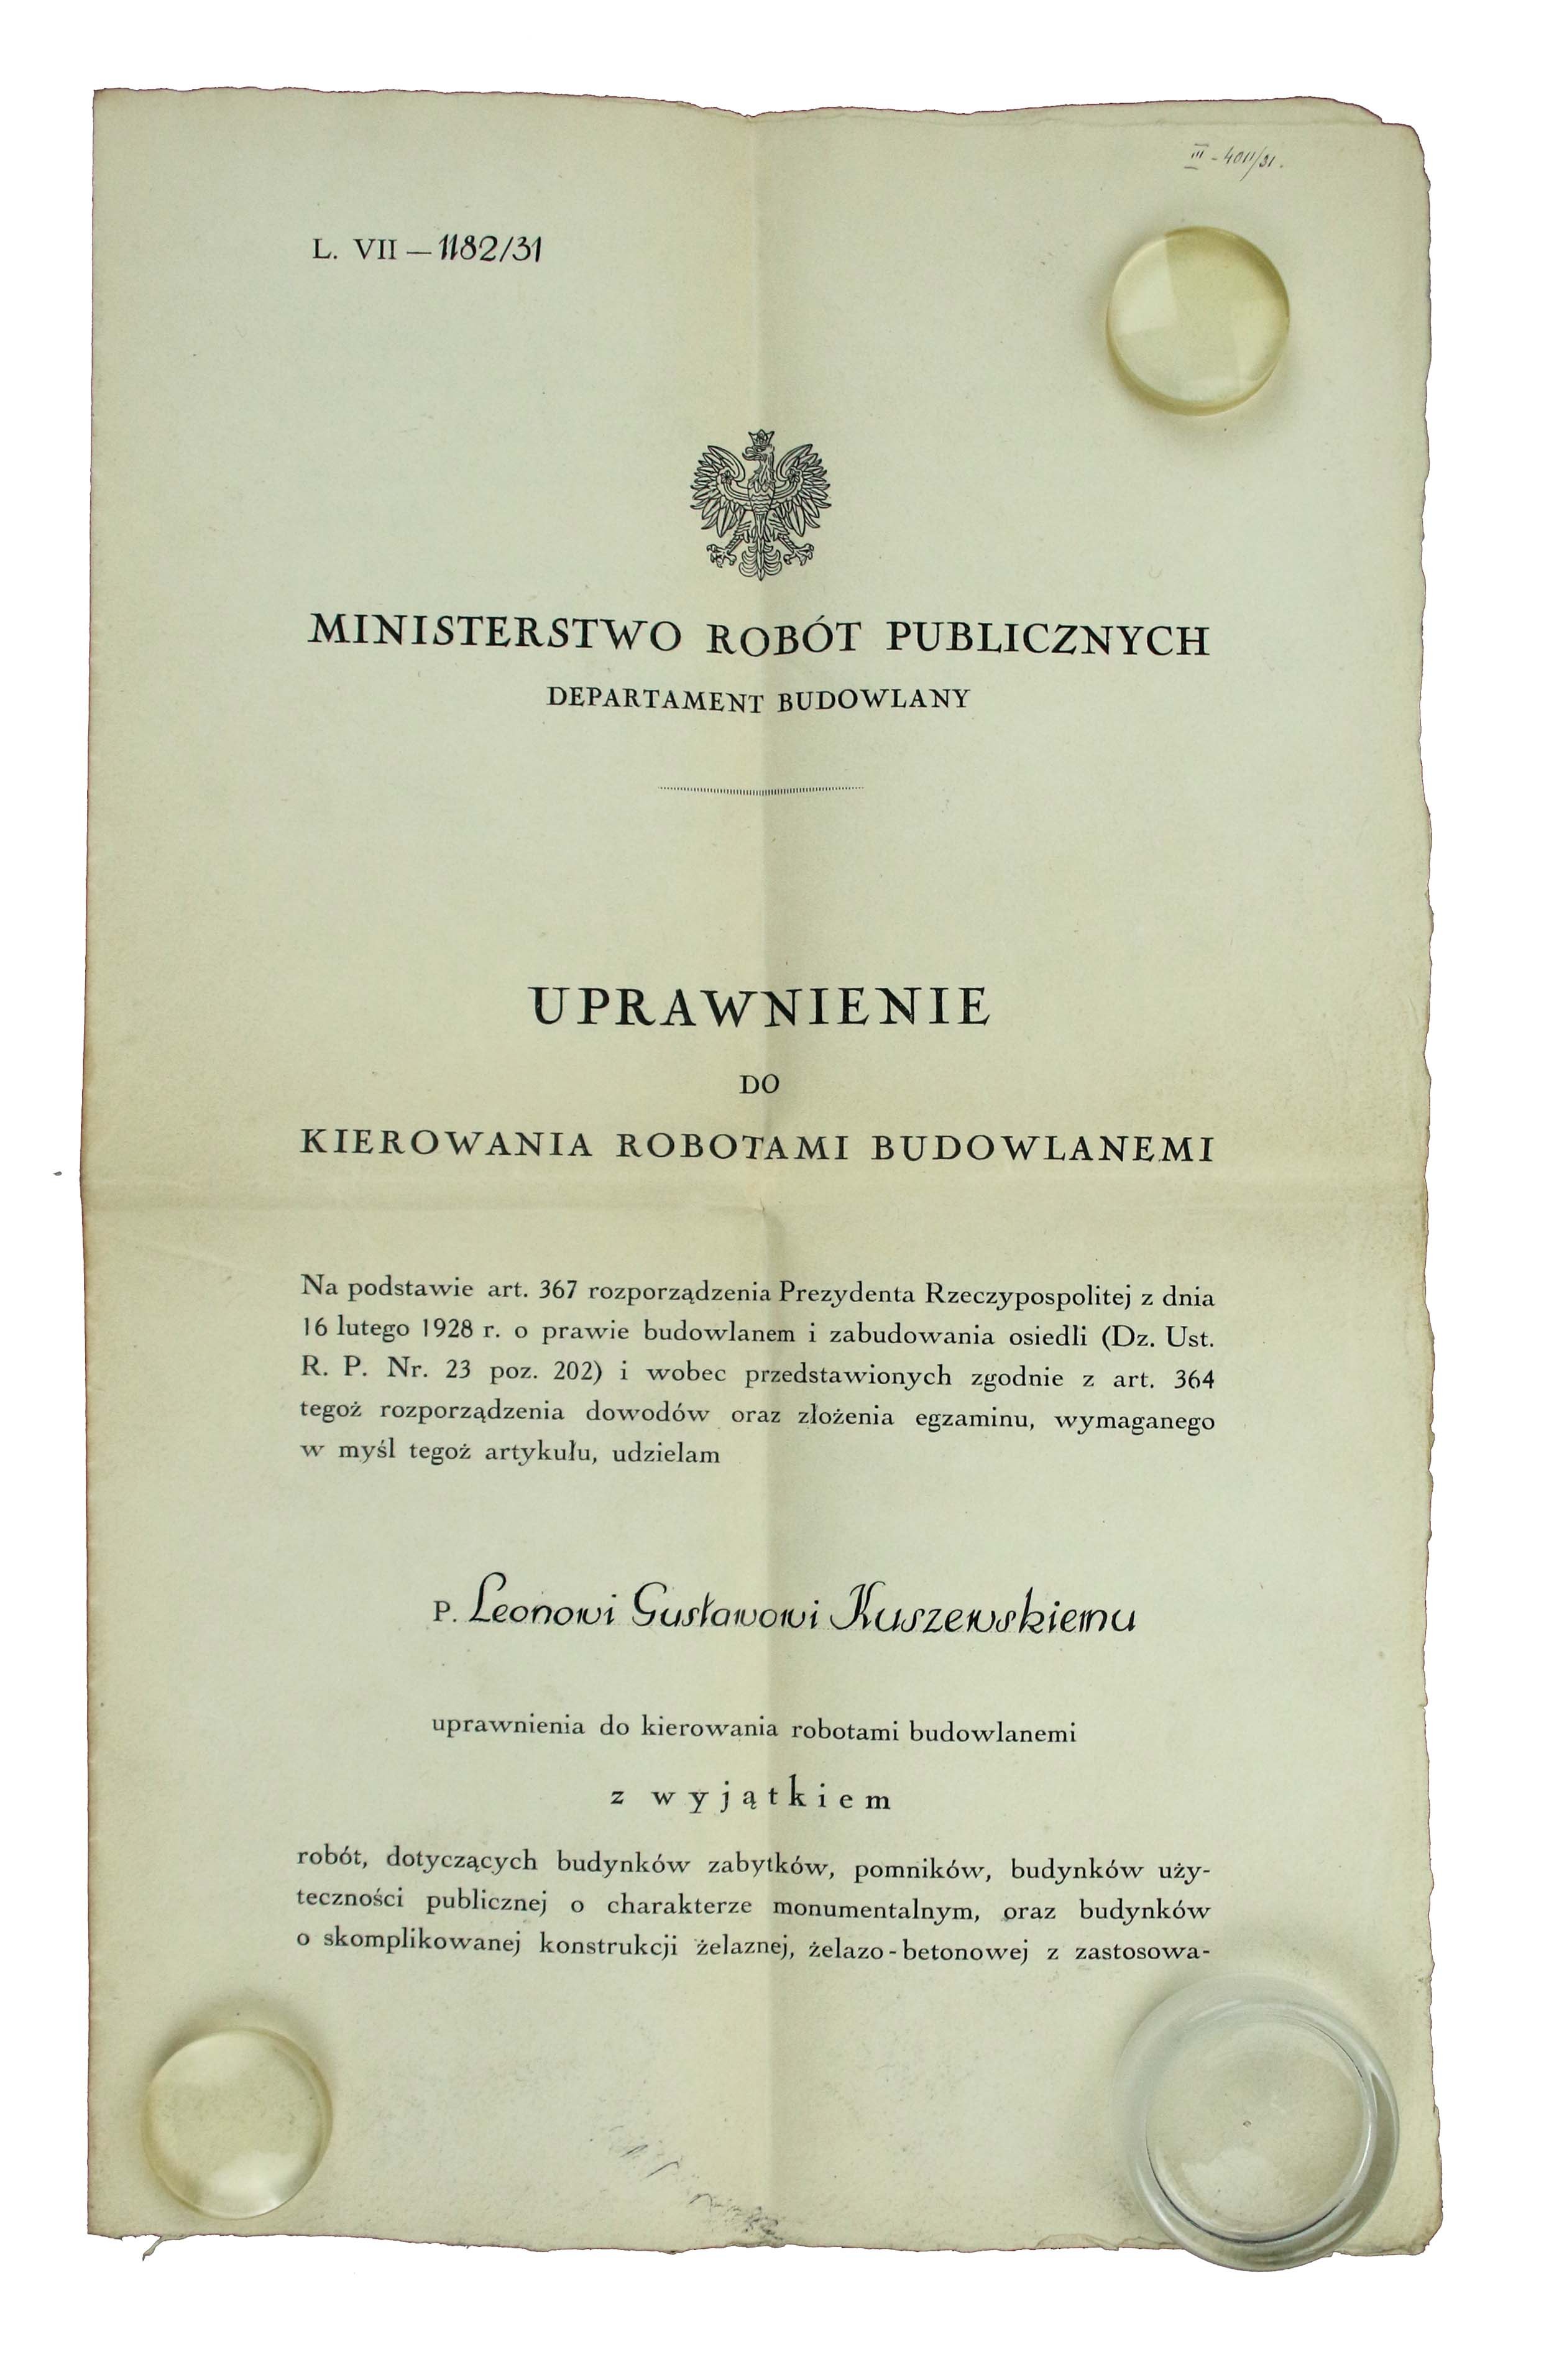 III - 4011/31.
L. VII — 1182/31
MINISTERSTWO ROBÓT PUBLICZNYCH
DEPARTAMENT BUDOWLANY
UPRAWNIENIE
DO
KIEROWANIA ROBOTAMI BUDOWLANEMI
Na podstawie art. 367 rozporządzenia Prezydenta Rzeczypospolitej z dnia
16 lutego 1928 r. o prawie budowlanem i zabudowania osiedli (Dz. Ust.
R. P. Nr. 23 poz. 202) i wobec przedstawionych zgodnie z art. 364
tegoż rozporządzenia dowodów oraz złożenia egzaminu, wymaganego
w myśl tegoż artykułu, udzielam
P. Leonowi Gustawowi Kuszewskiemu
uprawnienia do kierowania robotami budowlanemi
z wyjątkiem
robót, dotyczących budynków zabytków, pomników, budynków uży-
teczności publicznej o charakterze monumentalnym, oraz budynków
o skomplikowanej konstrukcji żelaznej, żelazo-betonowej z zastosowa-